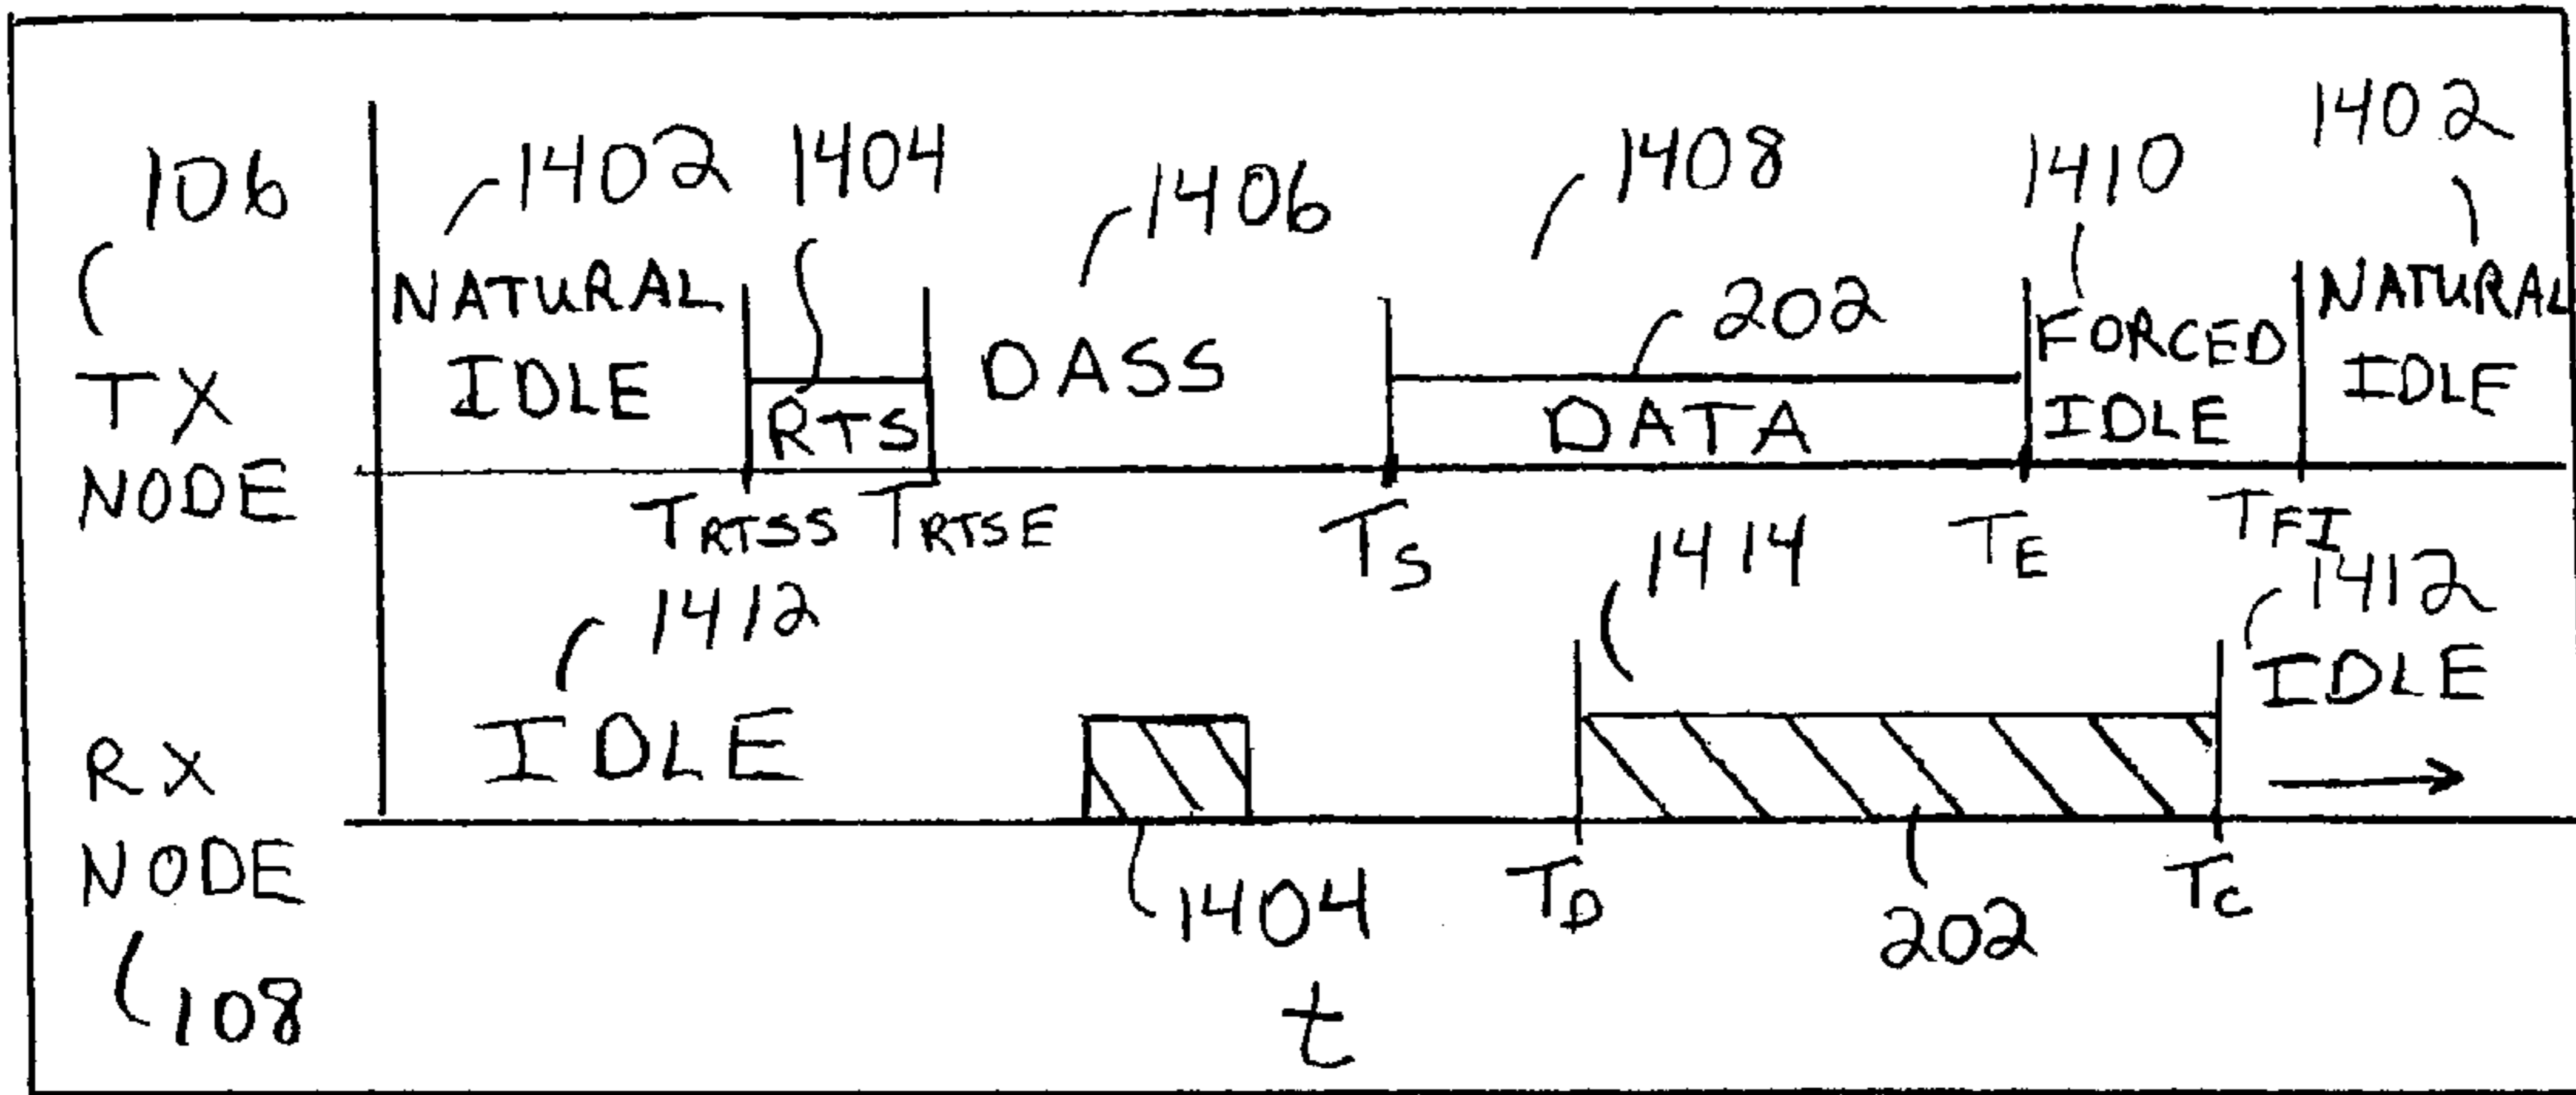 106
1402
1404
1406
1408
1410
1402
TX
NODE
NATURAL
IDLE
RTS
DASS
202
DATA
FORCED
IDLE
NATURAL
IDLE
TRTSS
TRTSE
TS
TE
TFI
1412
1414
1412
RX
NODE
IDLE
IDLE
1404
TD
202
TC
108
t